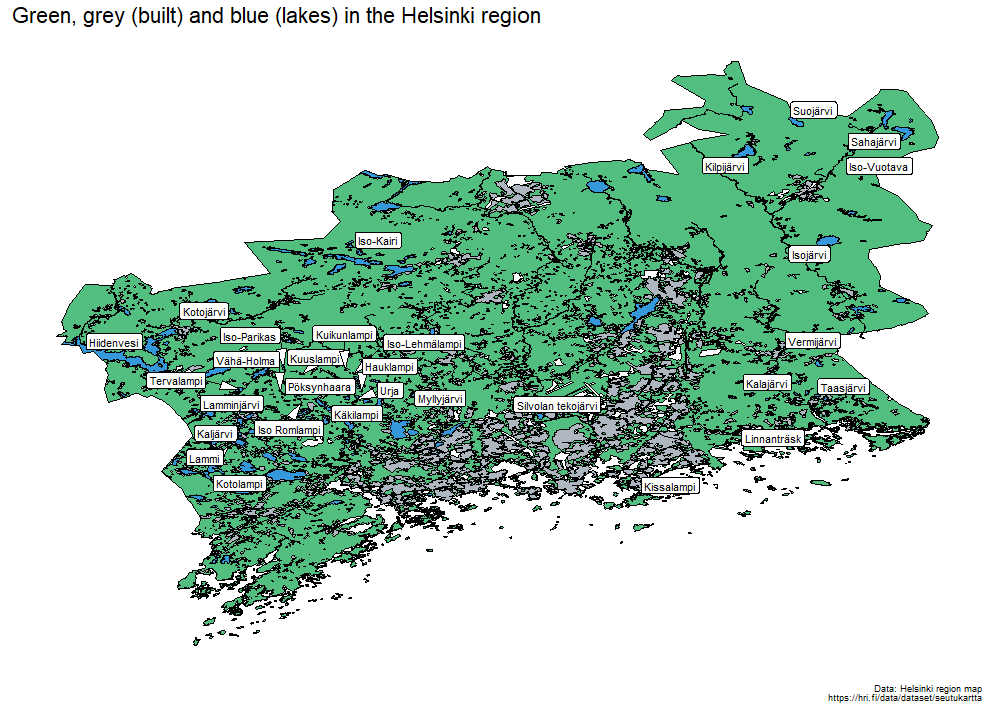 Green, grey (built) and blue (lakes) in the Helsinki region
Suojärvi
Sahajärvi
Kilpijärvi
Iso-Vuotava
Iso-Kairi
Isojärvi
Kotojärvi
Hiidenvesi
Iso-Parikas
Kuikunlampi
Iso-Lehmälampi
Vermijärvi
Vähä-Holma
Kuuslampi
Hauklampi
Tervalampi
Pöksynhaara
Urja
Kalajärvi
Taasjärvi
Lamminjärvi
Käkilampi
Myllyjärvi
Silvolan tekojärvi
Kaljärvi
Iso Romlampi
Linnanträsk
Lammi
Kotolampi
Kissalampi
Data: Helsinki region map
https://hri.fi/data/dataset/seutukartta